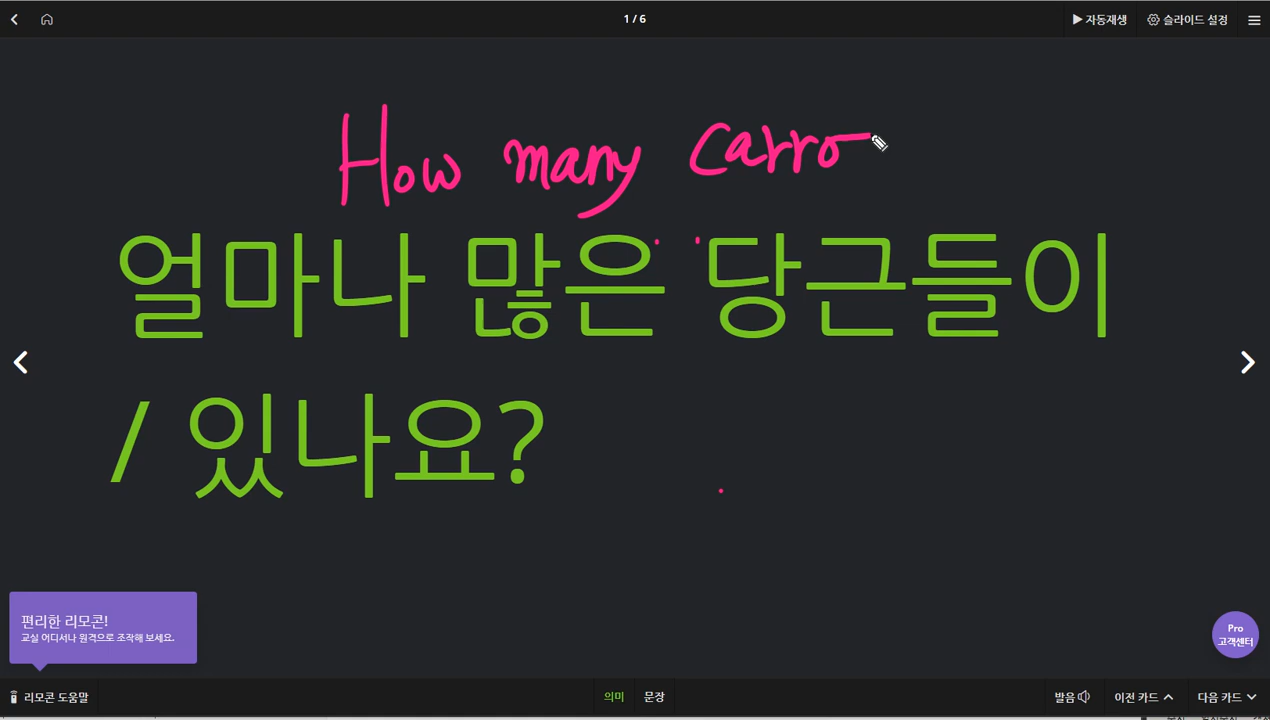 1 / 6
자동재생
슬라이드 설정
How many Carro
얼마나 많은 당근들이
/ 있나요?
편리한 리모콘!
교실 어디서나 원격으로 조작해 보세요.
Pro
고객센터
리모콘 도움말
의미
문장
발음
이전 카드
다음 카드